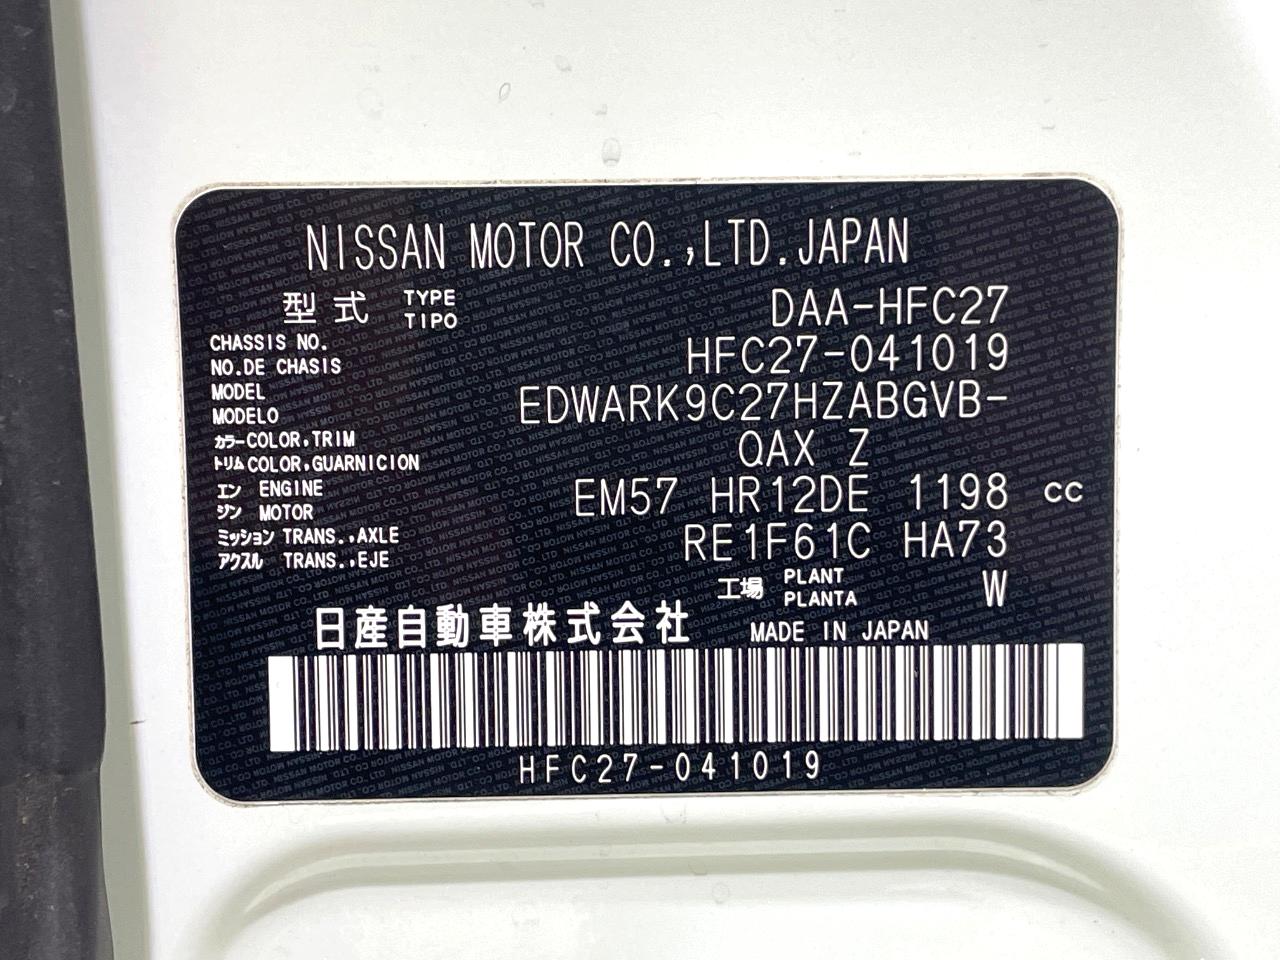 NISSAN MOTOR CO.,LTD.JAPAN
型式 TYPE TIPO DAA-HFC27
CHASSIS NO. NO.DE CHASIS HFC27-041019
MODEL MODELO EDWARK9C27HZABGVB-
カラー COLOR,TRIM トリム COLOR,GUARNICION QAX Z
エンジン ENGINE MOTOR EM57 HR12DE 1198 cc
ミッション TRANS.,AXLE アクスル TRANS.,EJE RE1F61C HA73
工場 PLANT PLANTA W
日産自動車株式会社 MADE IN JAPAN
HFC27-041019